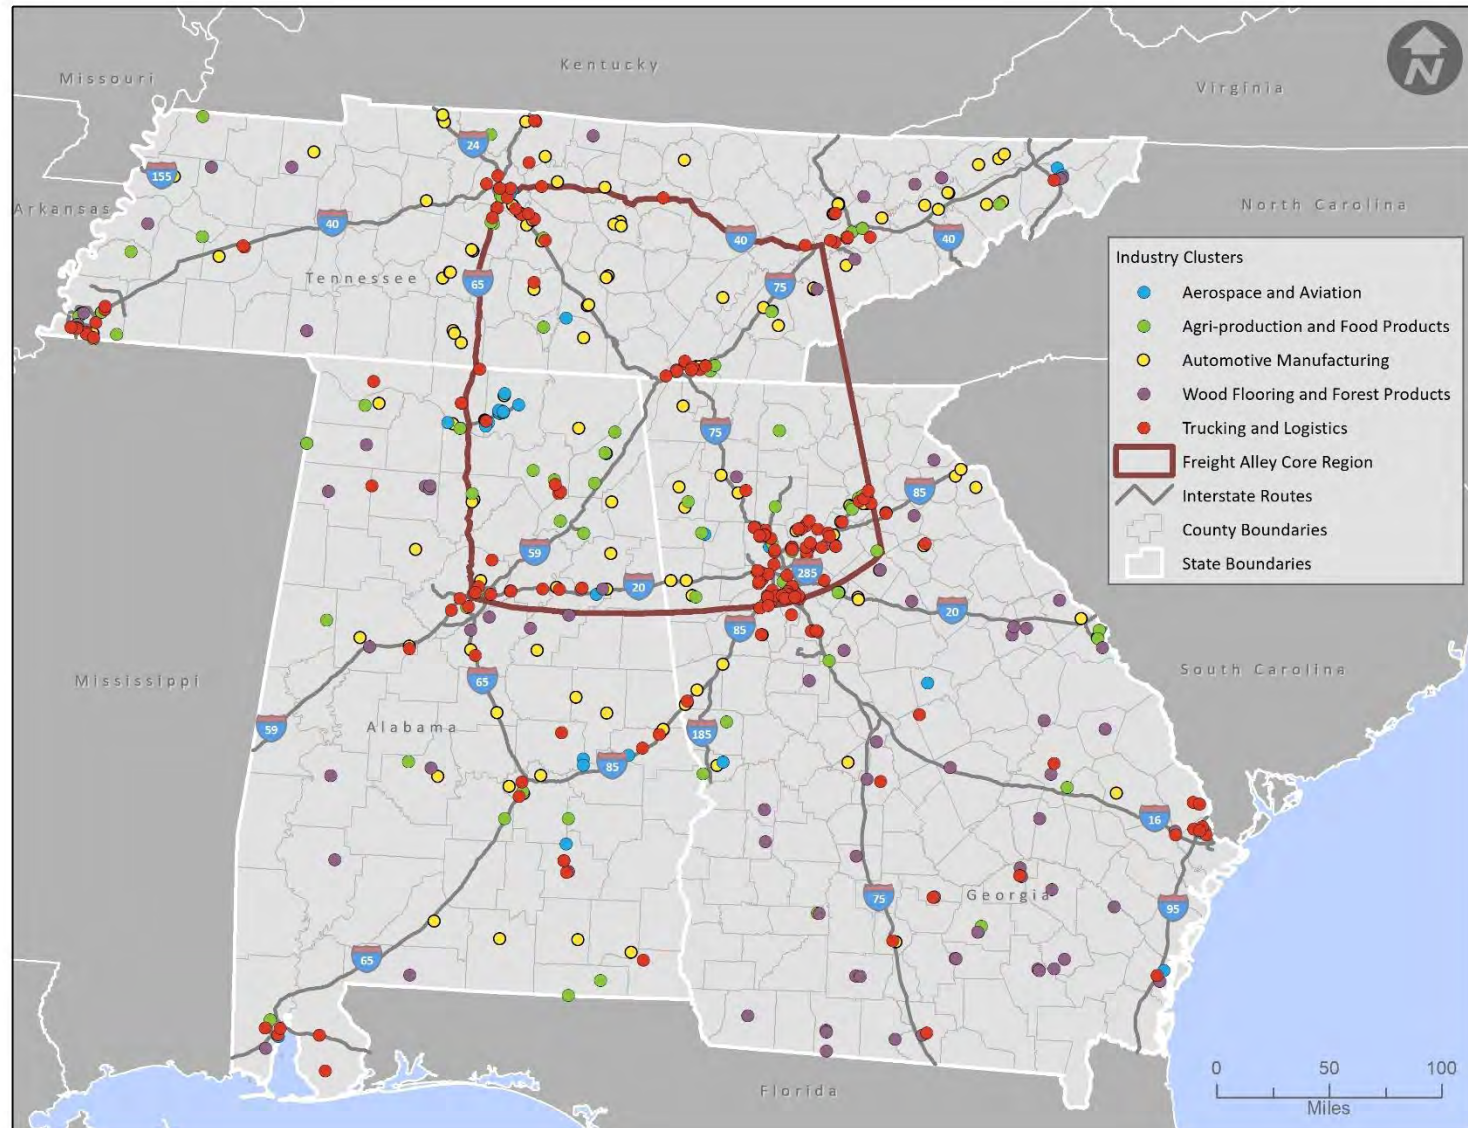 N
Missouri
Kentucky
Virginia
24
155
Arkansas
40
North Carolina
40
40
Tennessee
65
75
Industry Clusters
Aerospace and Aviation
Agri-production and Food Products
Automotive Manufacturing
Wood Flooring and Forest Products
Trucking and Logistics
Freight Alley Core Region
Interstate Routes
County Boundaries
State Boundaries
75
85
59
285
20
20
85
South Carolina
Mississippi
65
Alabama
59
185
85
16
75
Georgia
95
65
0 50 100
Miles
Florida